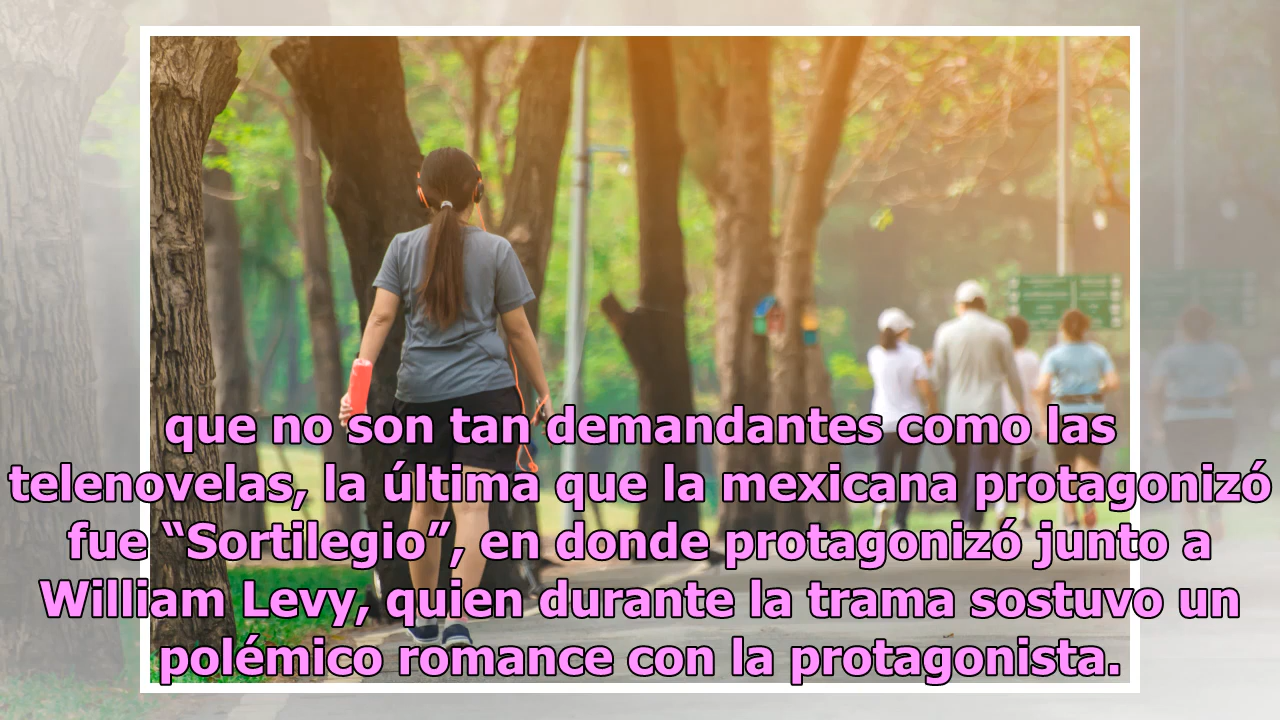 que no son tan demandantes como las
telenovelas, la última que la mexicana protagonizó
fue “Sortilegio”, en donde protagonizó junto a
William Levy, quien durante la trama sostuvo un
polémico romance con la protagonista.